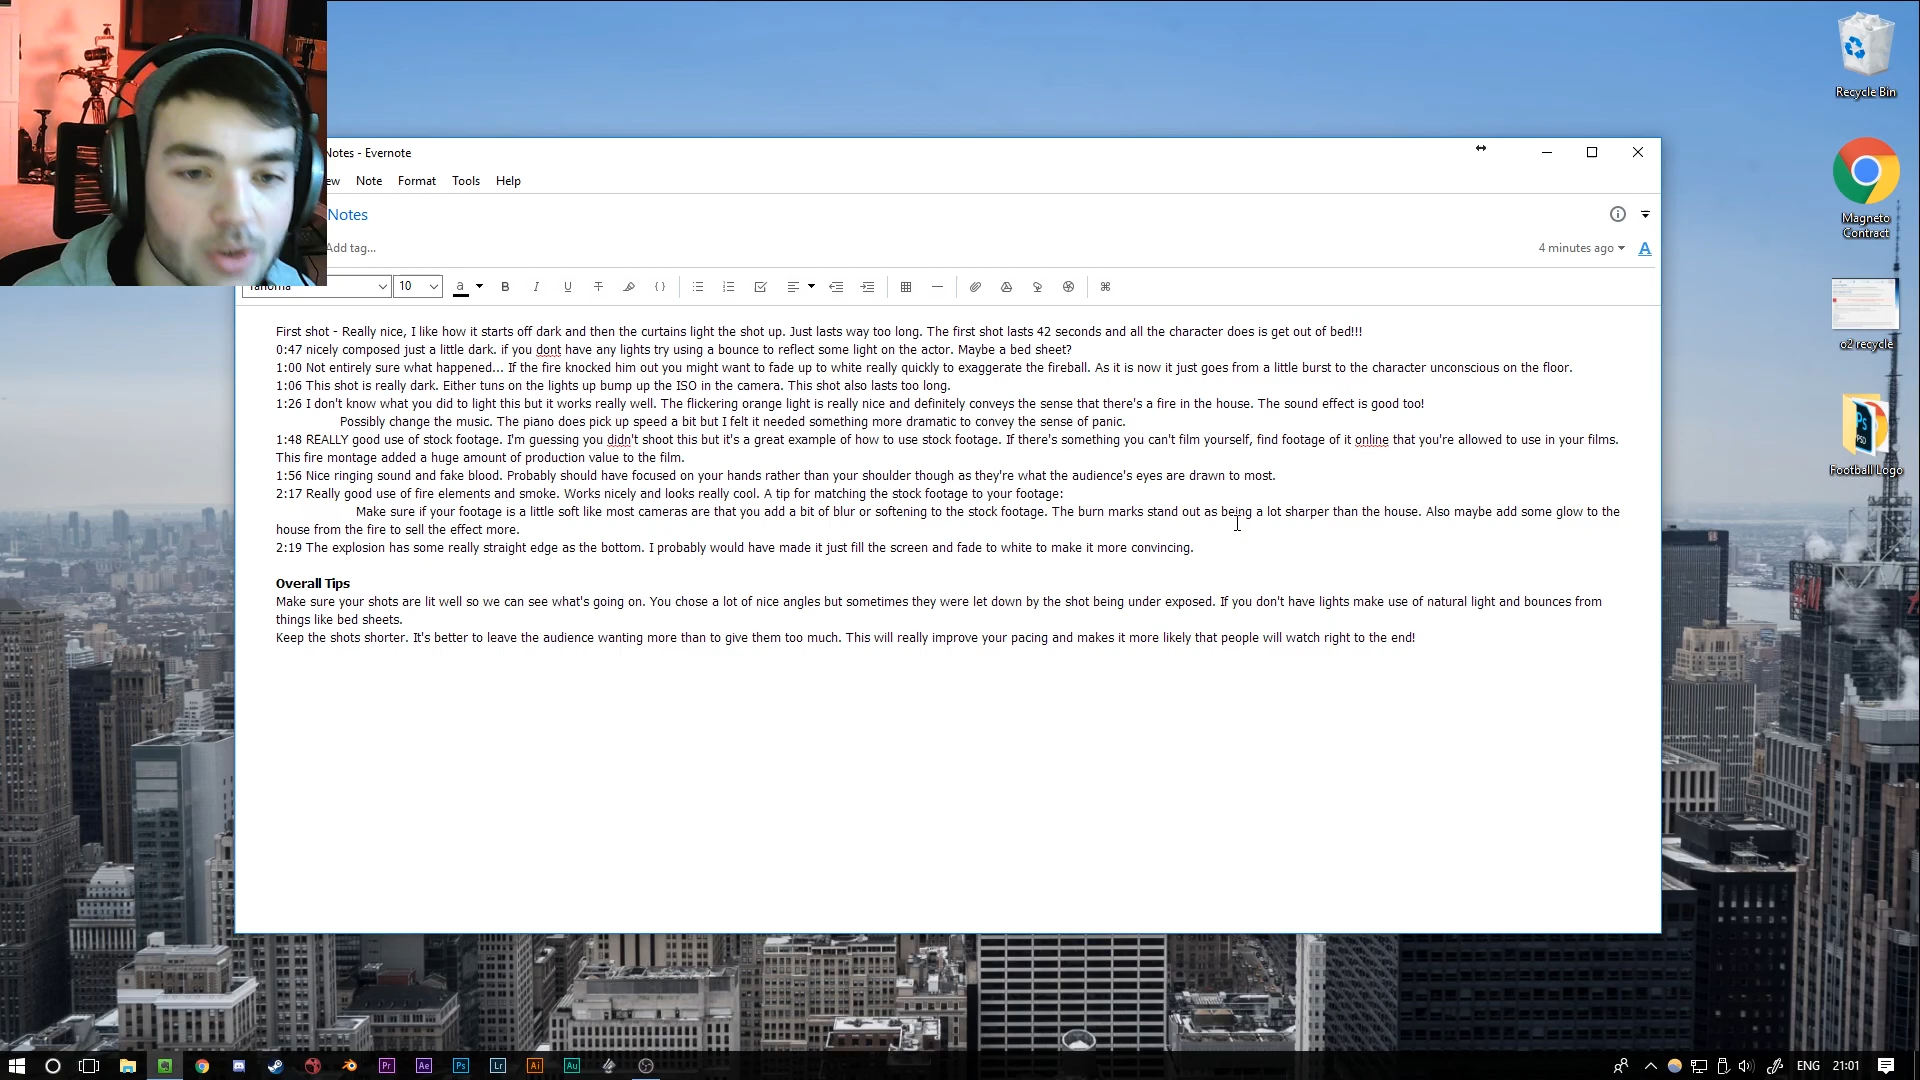 Notes - Evernote
ew Note Format Tools Help
Notes
Add tag...
4 minutes ago
A
Tahoma 10 a B I U T { }
First shot - Really nice, I like how it starts off dark and then the curtains light the shot up. Just lasts way too long. The first shot lasts 42 seconds and all the character does is get out of bed!!!
0:47 nicely composed just a little dark. if you dont have any lights try using a bounce to reflect some light on the actor. Maybe a bed sheet?
1:00 Not entirely sure what happened... If the fire knocked him out you might want to fade up to white really quickly to exaggerate the fireball. As it is now it just goes from a little burst to the character unconscious on the floor.
1:06 This shot is really dark. Either tuns on the lights up bump up the ISO in the camera. This shot also lasts too long.
1:26 I don't know what you did to light this but it works really well. The flickering orange light is really nice and definitely conveys the sense that there's a fire in the house. The sound effect is good too!
Possibly change the music. The piano does pick up speed a bit but I felt it needed something more dramatic to convey the sense of panic.
1:48 REALLY good use of stock footage. I'm guessing you didn't shoot this but it's a great example of how to use stock footage. If there's something you can't film yourself, find footage of it online that you're allowed to use in your films.
This fire montage added a huge amount of production value to the film.
1:56 Nice ringing sound and fake blood. Probably should have focused on your hands rather than your shoulder though as they're what the audience's eyes are drawn to most.
2:17 Really good use of fire elements and smoke. Works nicely and looks really cool. A tip for matching the stock footage to your footage:
Make sure if your footage is a little soft like most cameras are that you add a bit of blur or softening to the stock footage. The burn marks stand out as being a lot sharper than the house. Also maybe add some glow to the
house from the fire to sell the effect more.
2:19 The explosion has some really straight edge as the bottom. I probably would have made it just fill the screen and fade to white to make it more convincing.
Overall Tips
Make sure your shots are lit well so we can see what's going on. You chose a lot of nice angles but sometimes they were let down by the shot being under exposed. If you don't have lights make use of natural light and bounces from
things like bed sheets.
Keep the shots shorter. It's better to leave the audience wanting more than to give them too much. This will really improve your pacing and makes it more likely that people will watch right to the end!
Recycle Bin
Magneto
Contract
o2 recycle
Ps
PSD
Football Logo
H&M
Pr Ae Ps Lr Ai Au
ENG 21:01